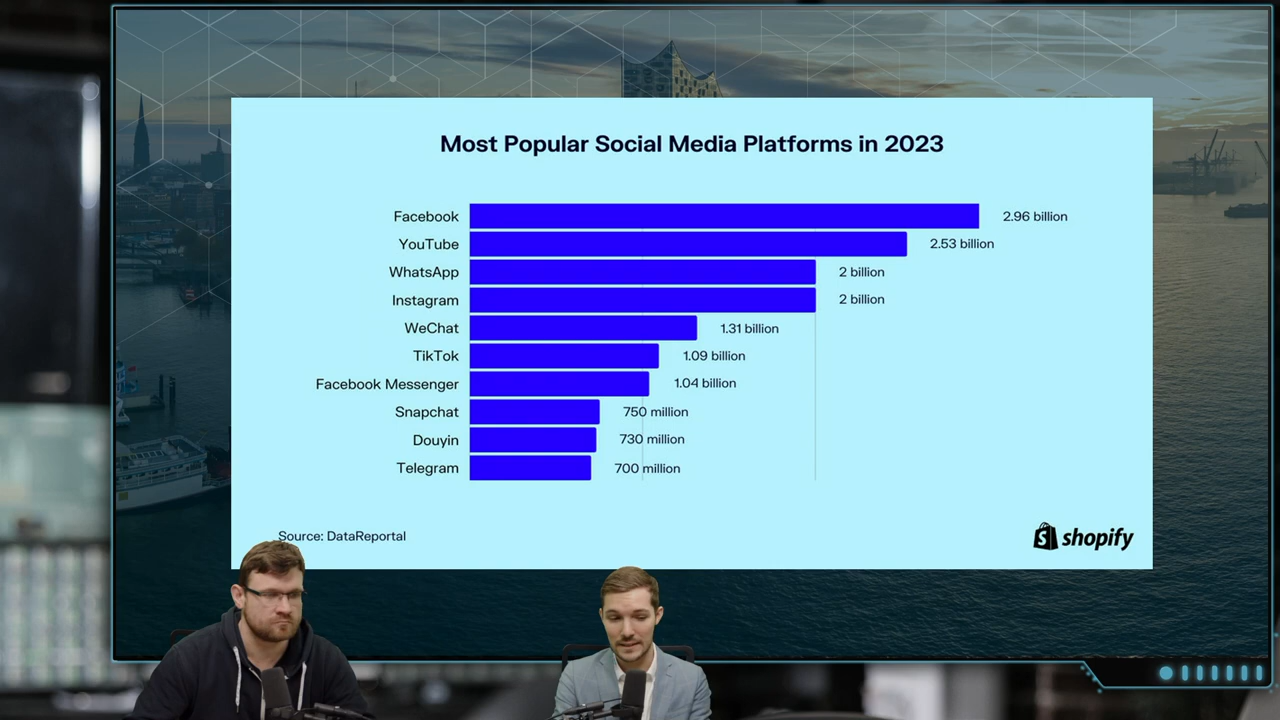 Most Popular Social Media Platforms in 2023
Facebook 2.96 billion
YouTube 2.53 billion
WhatsApp 2 billion
Instagram 2 billion
WeChat 1.31 billion
TikTok 1.09 billion
Facebook Messenger 1.04 billion
Snapchat 750 million
Douyin 730 million
Telegram 700 million
Source: DataReportal
shopify